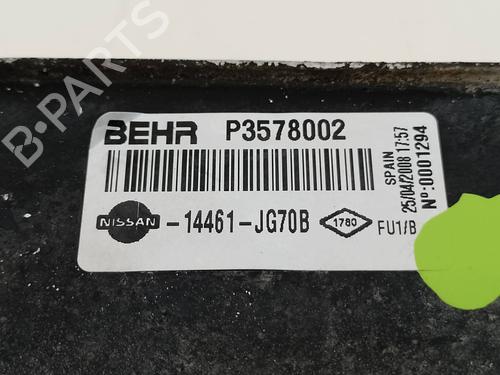 B-PARTS
BEHR P3578002
NISSAN -14461-JG70B 1780 FU1/B
SPAIN
25/04/2008 17:57
Nº:0001294